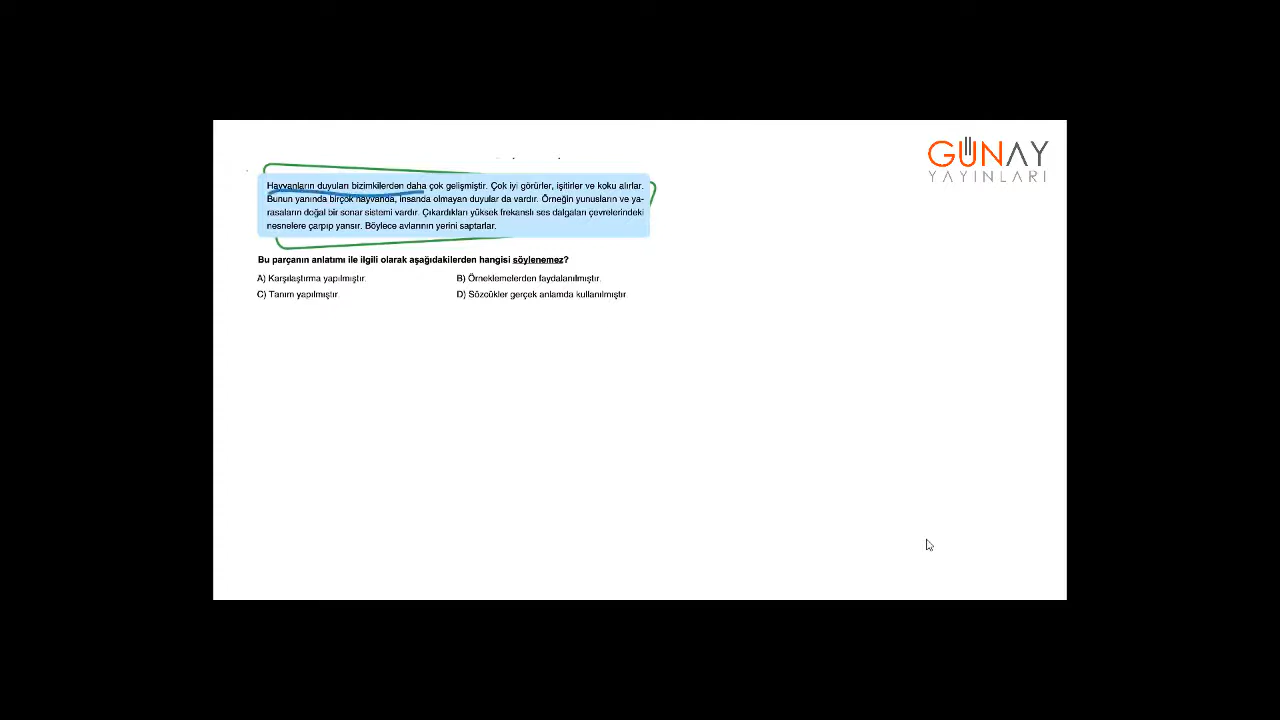 GÜNAY
YAYINLARI
Hayvanların duyuları bizimkilerden daha çok gelişmiştir. Çok iyi görürler, işitirler ve koku alırlar.
Bunun yanında birçok hayvanda, insanda olmayan duyular da vardır. Örneğin yunusların ve ya-
rasaların doğal bir sonar sistemi vardır. Çıkardıkları yüksek frekanslı ses dalgaları çevrelerindeki
nesnelere çarpıp yansır. Böylece avlarının yerini saptarlar.
Bu parçanın anlatımı ile ilgili olarak aşağıdakilerden hangisi söylenemez?
A) Karşılaştırma yapılmıştır. B) Örneklemelerden faydalanılmıştır.
C) Tanım yapılmıştır. D) Sözcükler gerçek anlamda kullanılmıştır.